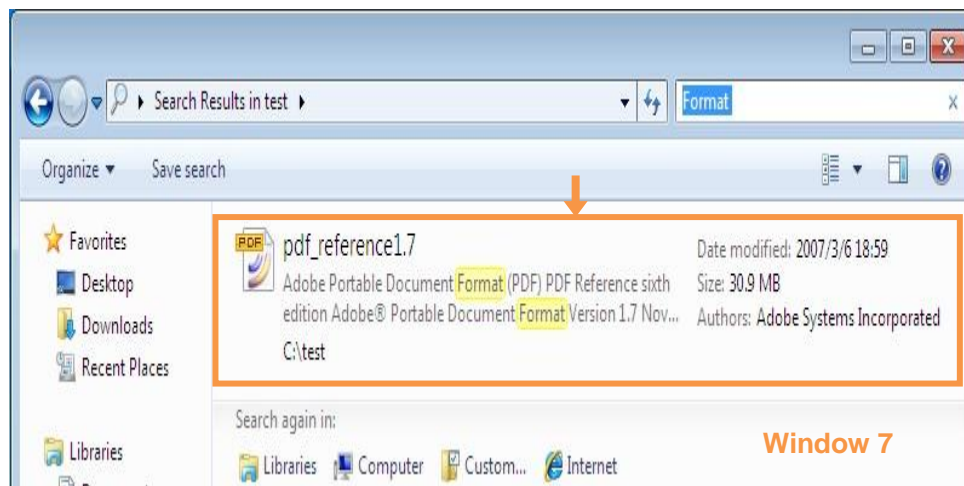 Search Results in test
Format
Organize
Save search
Favorites
Desktop
Downloads
Recent Places
Libraries
PDF
pdf_reference1.7
Adobe Portable Document Format (PDF) PDF Reference sixth
edition Adobe® Portable Document Format Version 1.7 Nov...
C:\test
Date modified: 2007/3/6 18:59
Size: 30.9 MB
Authors: Adobe Systems Incorporated
Search again in:
Libraries Computer Custom... Internet
Window 7